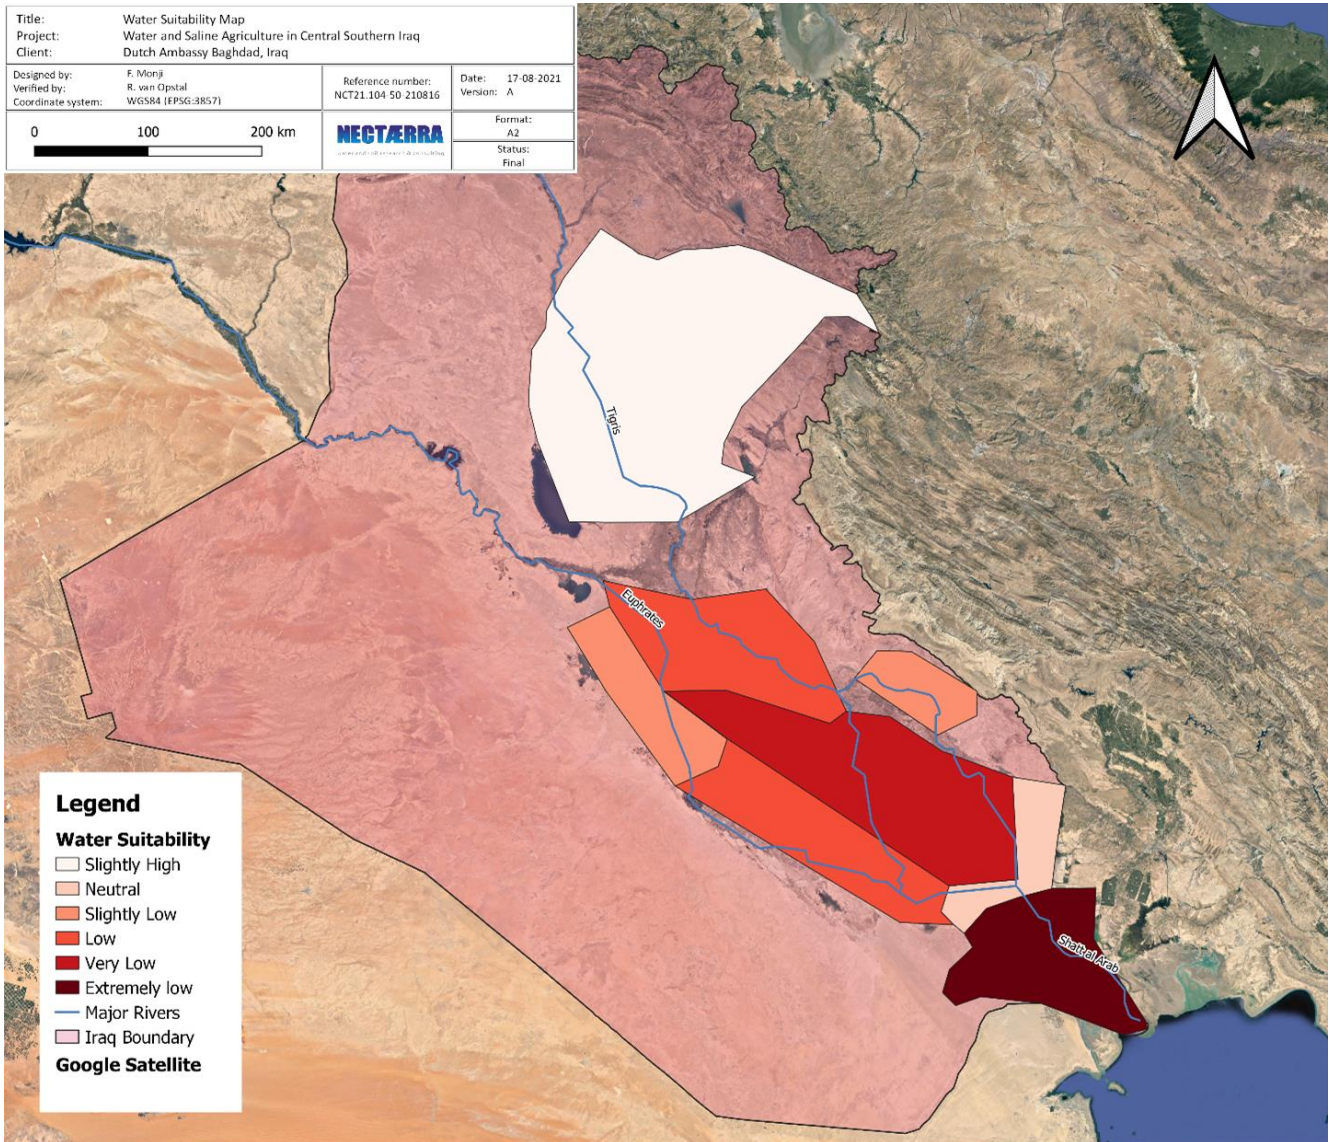 Title: Water Suitability Map
Project: Water and Saline Agriculture in Central Southern Iraq
Client: Dutch Ambassy Baghdad, Iraq
Designed by: F. Monji
Verified by: R. van Opstal
Coordinate system: WGS84 (EPSG:3857)
Reference number:
NCT21.104-50-210816
Date: 17-08-2021
Version: A
0 100 200 km
NECTÆRRA
Format:
A2
Status:
Final
Tigris
Euphrates
Shatt al Arab
Legend
Water Suitability
Slightly High
Neutral
Slightly Low
Low
Very Low
Extremely low
Major Rivers
Iraq Boundary
Google Satellite